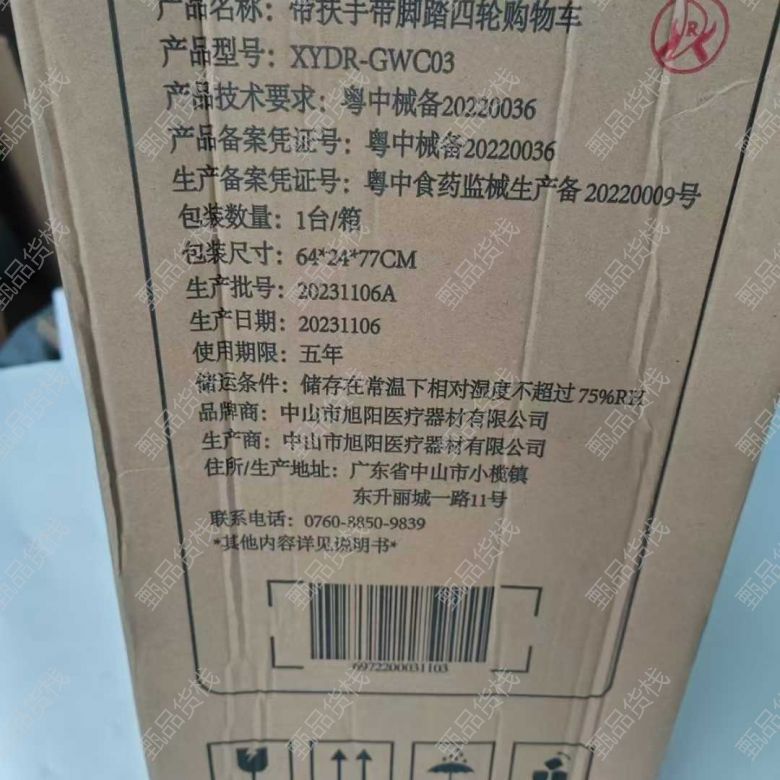 产品名称：带扶手带脚踏四轮购物车
产品型号：XYDR-GWC03
产品技术要求：粤中械备20220036
产品备案凭证号：粤中械备20220036
生产备案凭证号：粤中食药监械生产备20220009号
包装数量：1台/箱
包装尺寸：64*24*77CM
生产批号：20231106A
生产日期：20231106
使用期限：五年
储运条件：储存在常温下相对湿度不超过75%RH
品牌商：中山市旭阳医疗器材有限公司
生产商：中山市旭阳医疗器材有限公司
住所/生产地址：广东省中山市小榄镇
东升丽城一路11号
联系电话：0760-8850-9839
*其他内容详见说明书*
6972200031103
R
甄品货栈